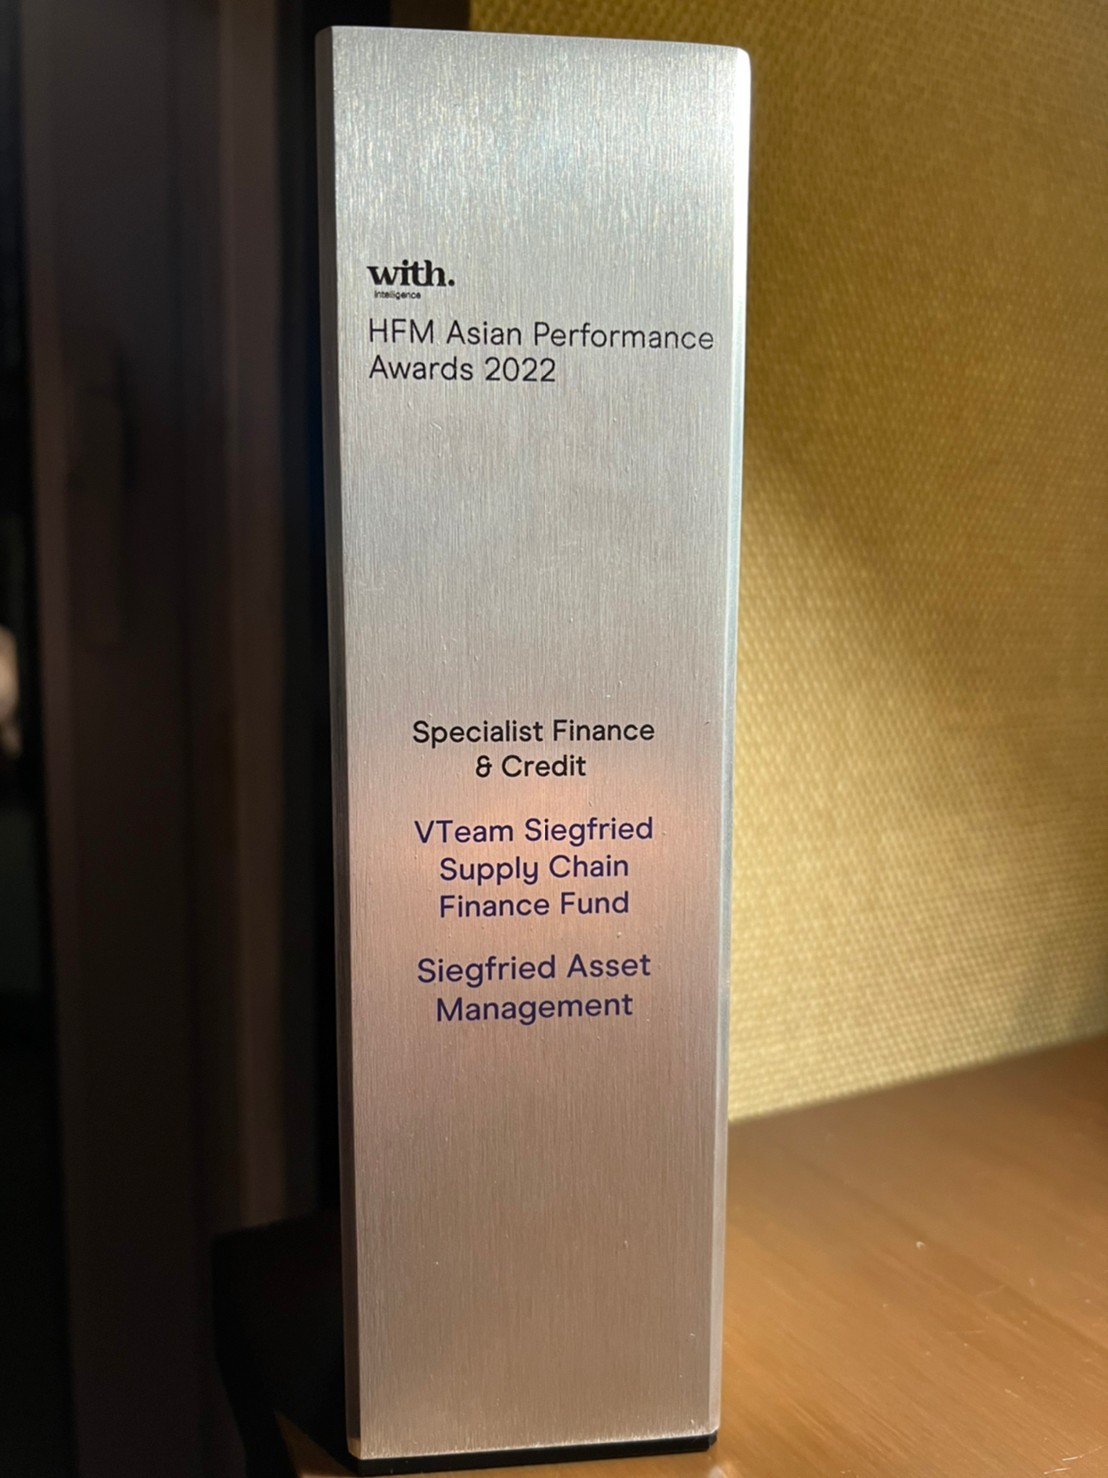 with.
Intelligence
HFM Asian Performance
Awards 2022
Specialist Finance
& Credit
VTeam Siegfried
Supply Chain
Finance Fund
Siegfried Asset
Management